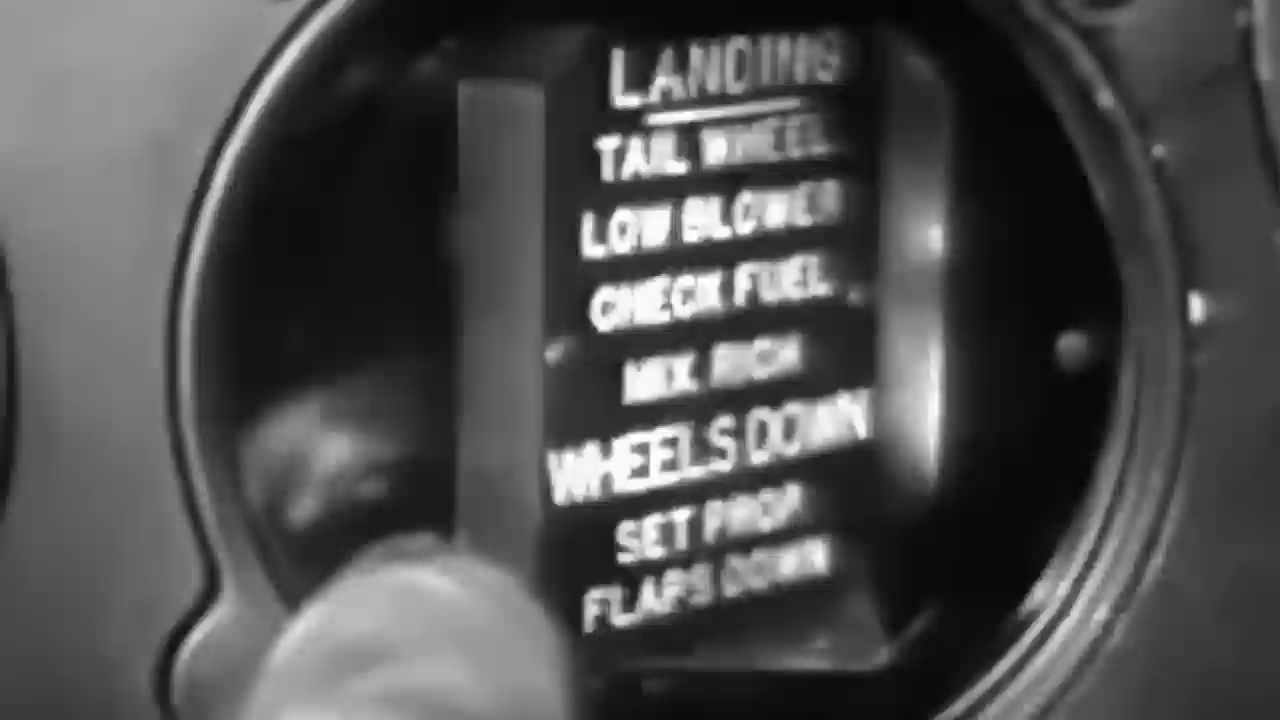 LANDING
TAIL WHEEL
LOW BLOWER
CHECK FUEL
MIX RICH
WHEELS DOWN
SET PROP
FLAPS DOWN